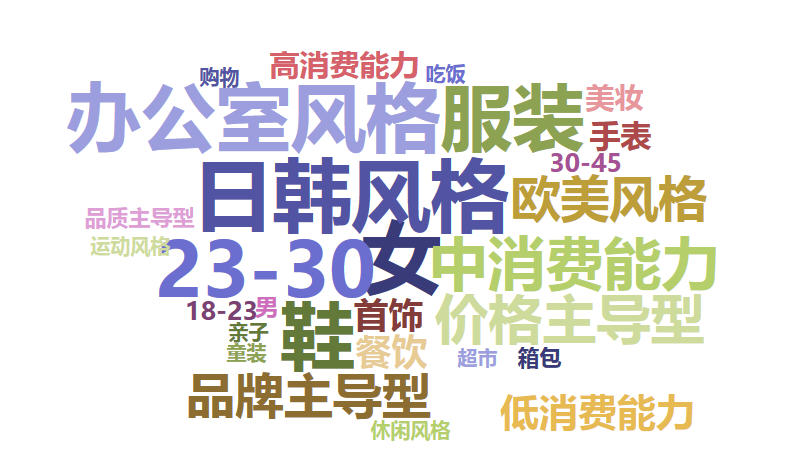 高消费能力
购物
吃饭
办公室风格
服装
美妆
手表
30-45
日韩风格
欧美风格
品质主导型
运动风格
23-30
女
中消费能力
18-23
男
首饰
价格主导型
亲子
鞋
童装
餐饮
超市
箱包
品牌主导型
低消费能力
休闲风格